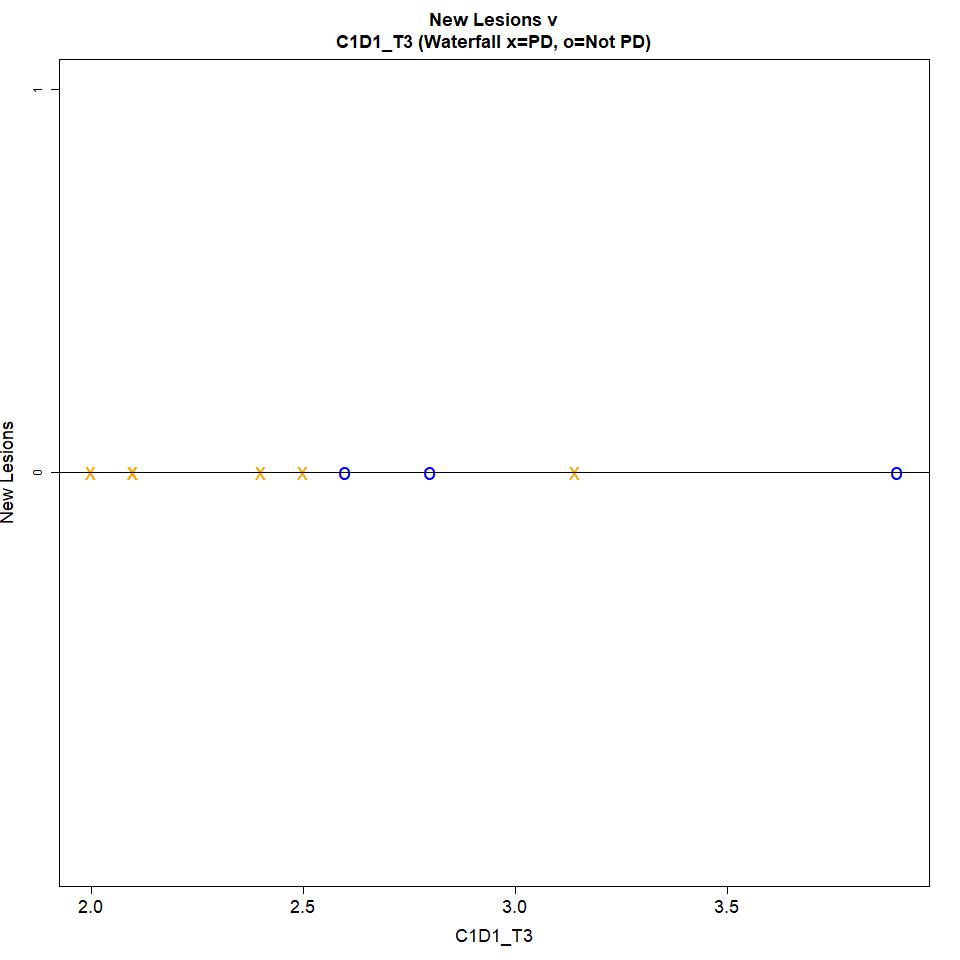 New Lesions v
C1D1_T3 (Waterfall x=PD, o=Not PD)
New Lesions
1
0
x x x x o o x o
2.0 2.5 3.0 3.5
C1D1_T3